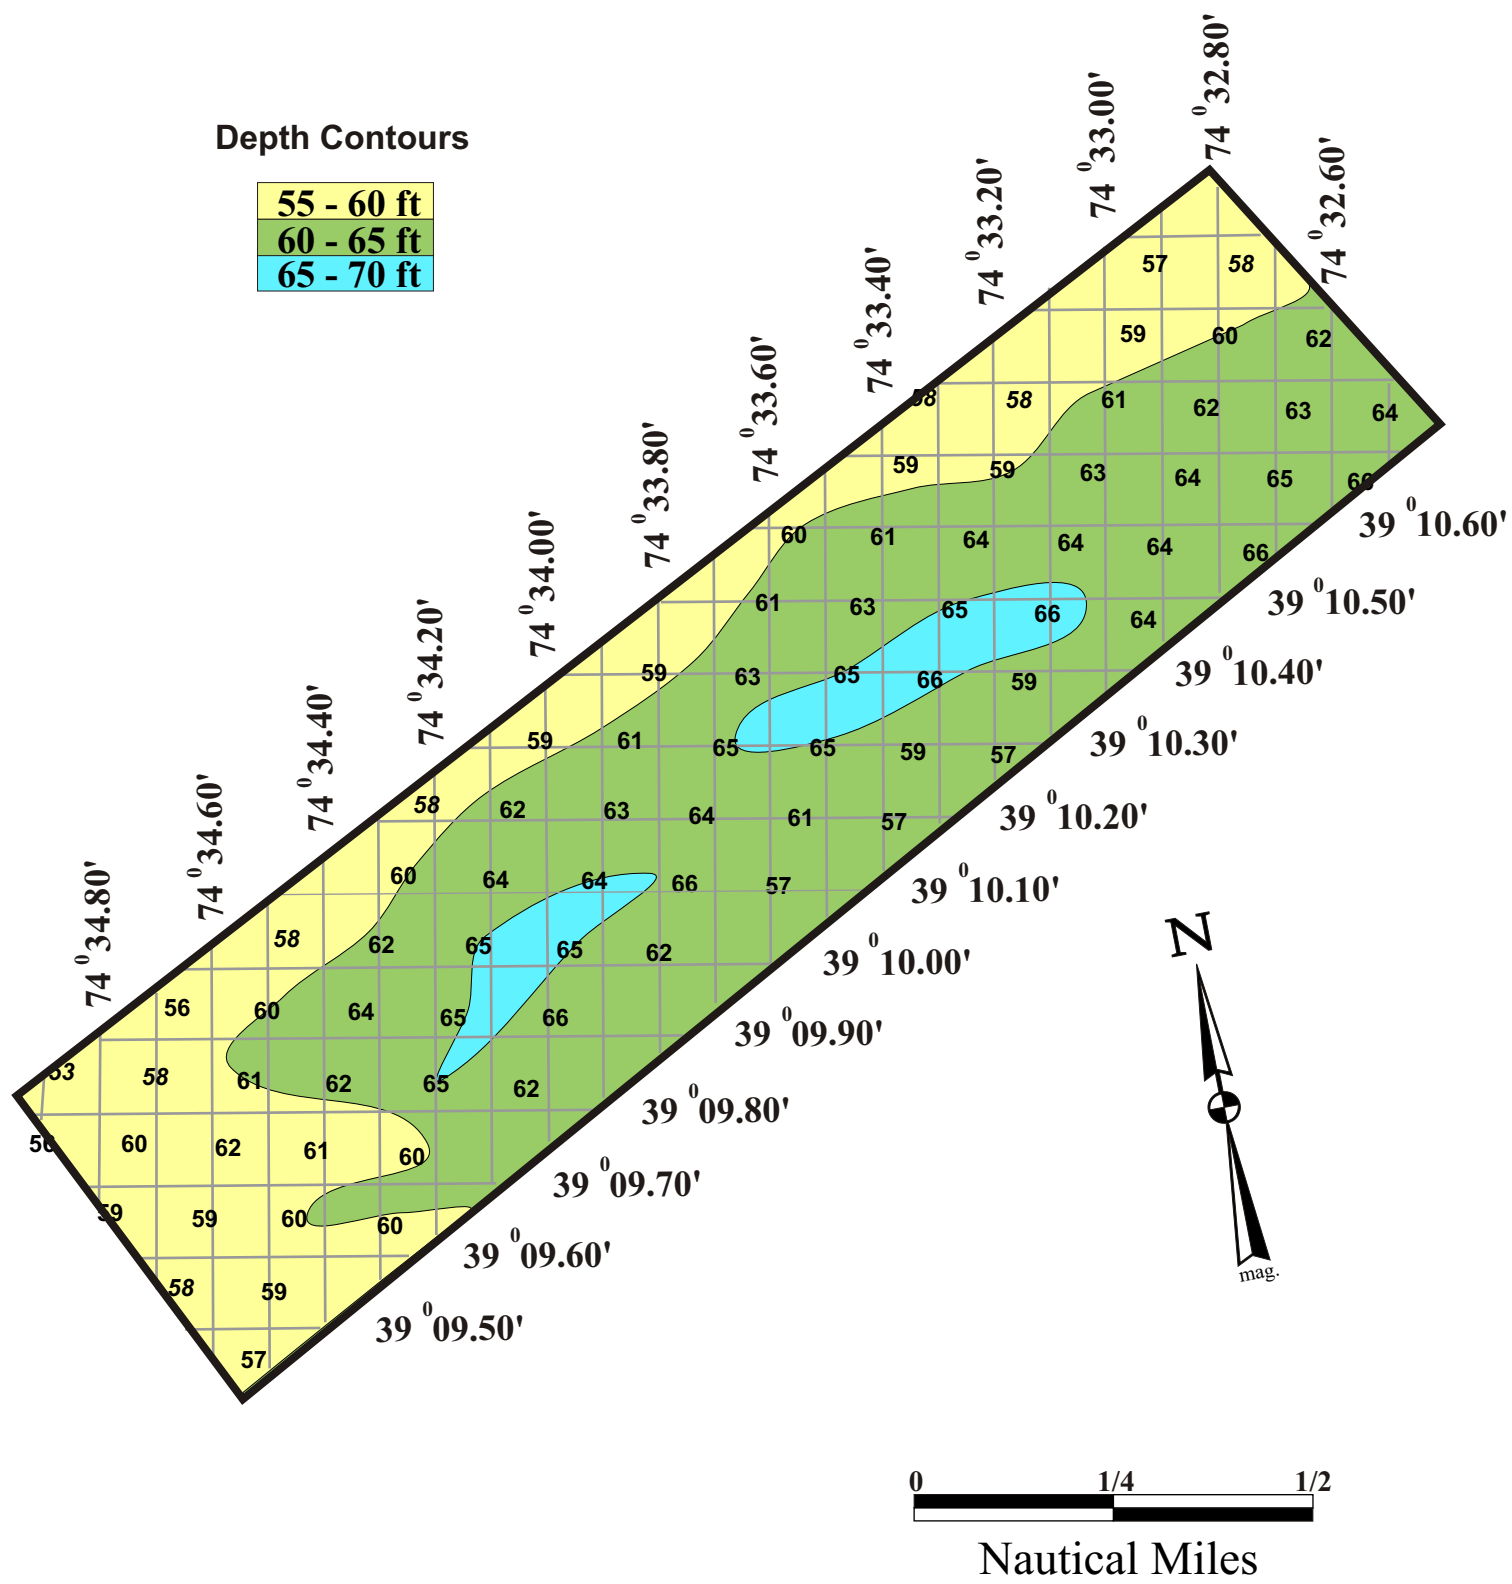 Depth Contours
55 - 60 ft
60 - 65 ft
65 - 70 ft
74 0 32.80'
74 0 33.00'
74 0 32.60'
74 0 33.20'
74 0 33.40'
74 0 33.60'
74 0 33.80'
74 0 34.00'
74 0 34.20'
74 0 34.40'
74 0 34.60'
74 0 34.80'
57 58
59 60 62
58 58 61 62 63 64
59 59 63 64 65 66
60 61 64 64 64 66
61 63 65 66 64
59 63 65 66 59
59 61 65 65 59 57
58 62 63 64 61 57
60 64 64 66 57
58 62 65 65 62
56 60 64 65 66
53 58 61 62 65 62
56 60 62 61 60
59 59 60 60
58 59
57
39 0 10.60'
39 0 10.50'
39 0 10.40'
39 0 10.30'
39 0 10.20'
39 0 10.10'
39 0 10.00'
39 0 09.90'
39 0 09.80'
39 0 09.70'
39 0 09.60'
39 0 09.50'
N
mag.
0 1/4 1/2
Nautical Miles